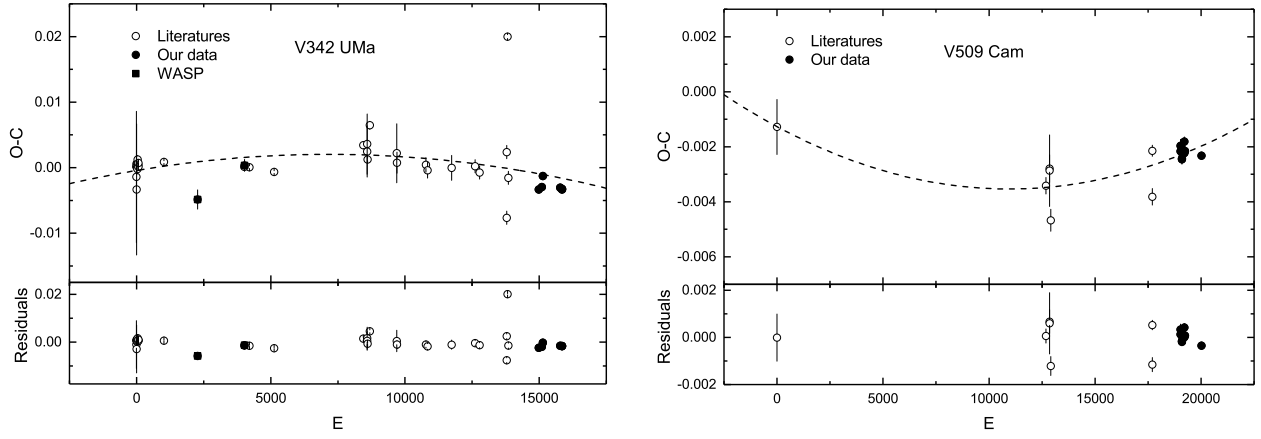 V342 UMa
Literatures
Our data
WASP
O-C
0.02
0.01
0.00
-0.01
Residuals
0.02
0.00
0 5000 10000 15000
E
V509 Cam
Literatures
Our data
O-C
0.002
0.000
-0.002
-0.004
-0.006
Residuals
0.002
0.000
-0.002
0 5000 10000 15000 20000
E